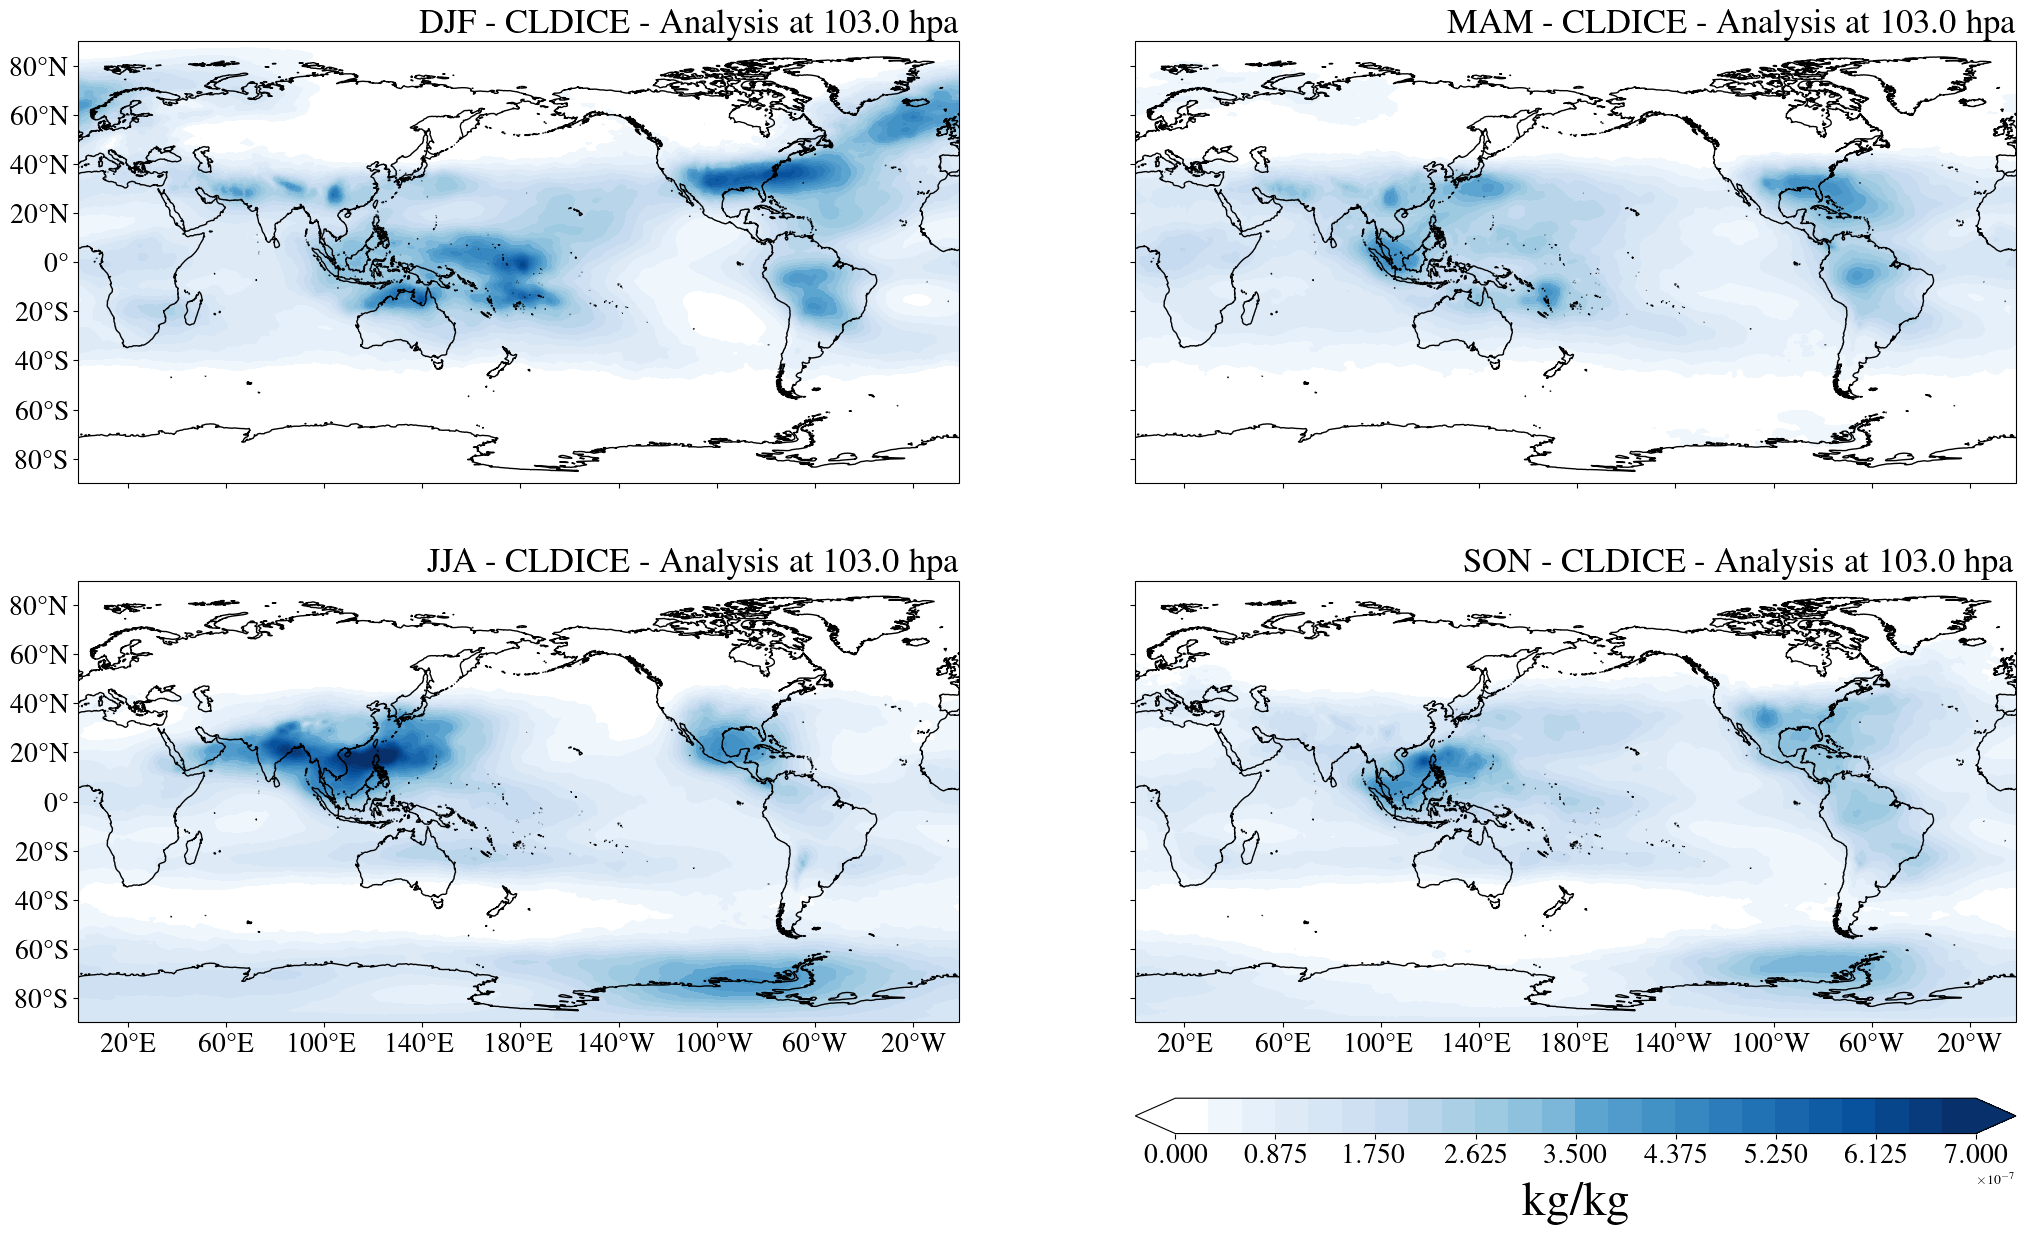 DJF - CLDICE - Analysis at 103.0 hpa
MAM - CLDICE - Analysis at 103.0 hpa
80°N
60°N
40°N
20°N
0°
20°S
40°S
60°S
80°S
JJA - CLDICE - Analysis at 103.0 hpa
SON - CLDICE - Analysis at 103.0 hpa
80°N
60°N
40°N
20°N
0°
20°S
40°S
60°S
80°S
20°E 60°E 100°E 140°E 180°E 140°W 100°W 60°W 20°W
20°E 60°E 100°E 140°E 180°E 140°W 100°W 60°W 20°W
0.000 0.875 1.750 2.625 3.500 4.375 5.250 6.125 7.000
×10⁻⁷
kg/kg